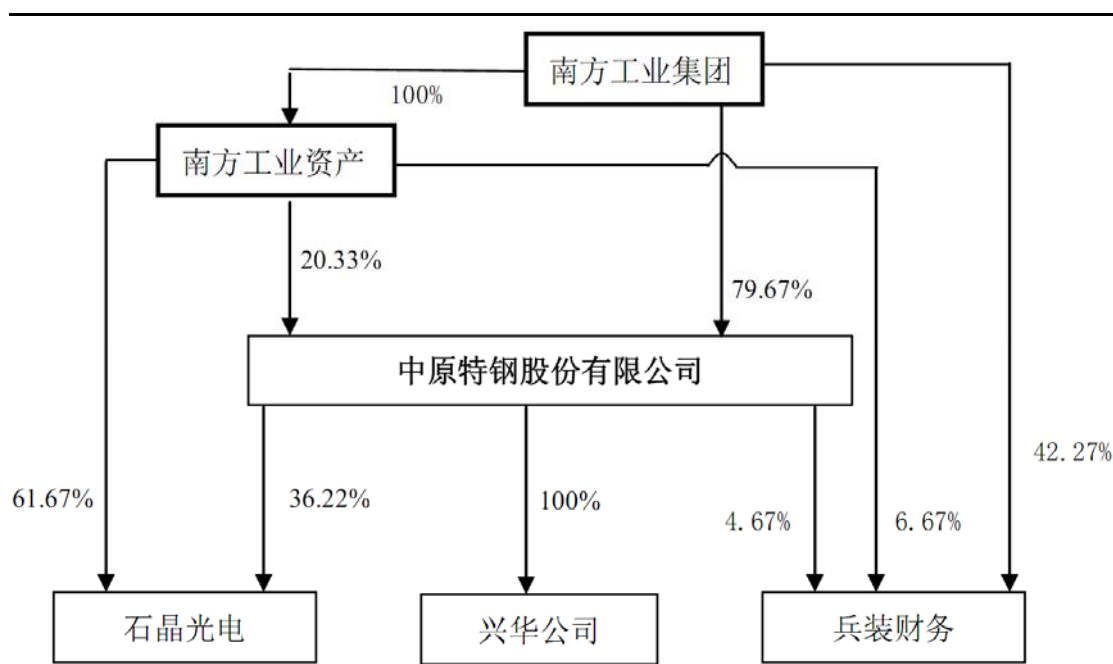 南方工业集团
100%
南方工业资产
20.33%
79.67%
中原特钢股份有限公司
42.27%
61.67%
36.22%
100%
4.67%
6.67%
石晶光电
兴华公司
兵装财务